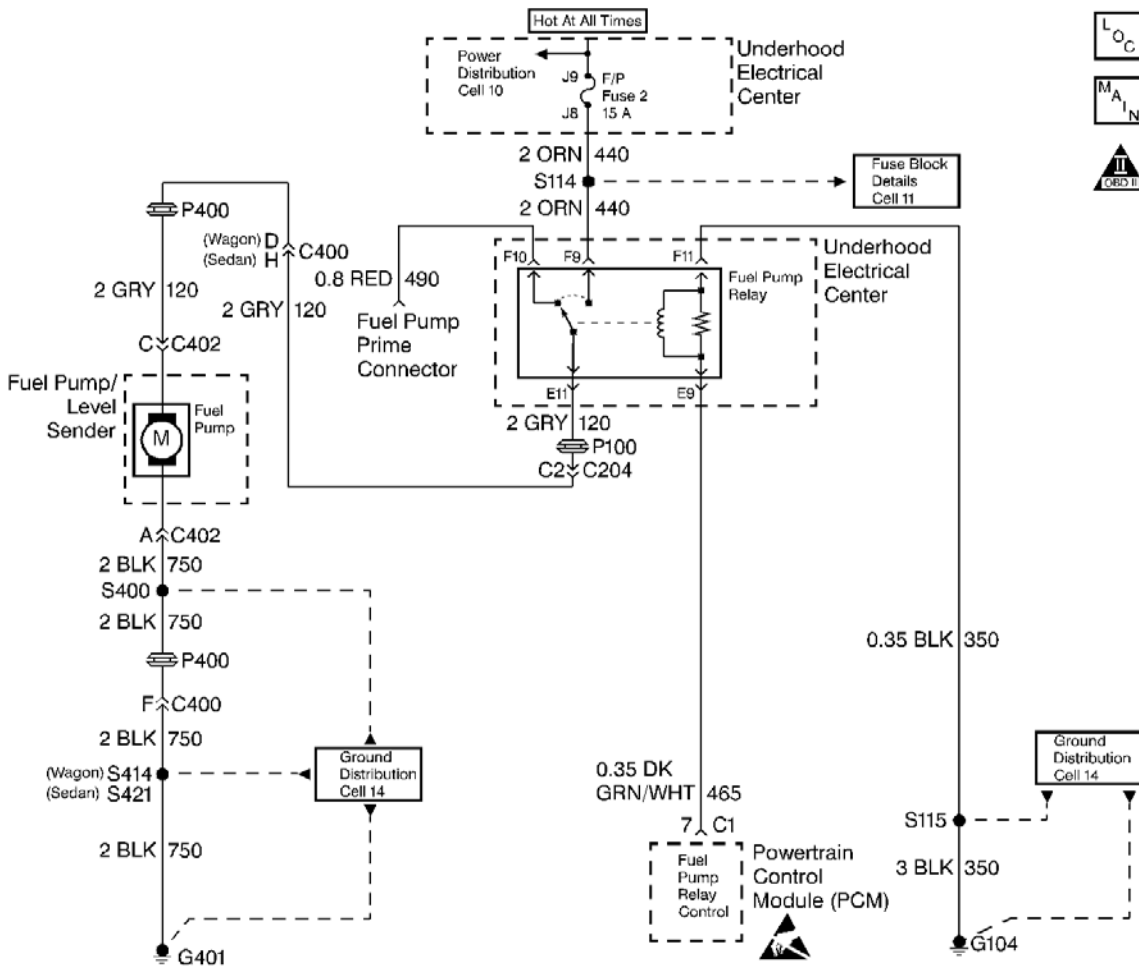 Hot At All Times
Power
Distribution
Cell 10
J9
F/P
Fuse 2
J8
15 A
Underhood
Electrical
Center
L
O
C
M
A
I
N
II
OBD II
2 ORN 440
S114
Fuse Block
Details
Cell 11
2 ORN 440
P400
(Wagon) D
(Sedan) H
C400
2 GRY 120
2 GRY 120
0.8 RED 490
Fuel Pump
Prime
Connector
F10
F9
F11
Fuel Pump
Relay
Underhood
Electrical
Center
E11
E9
2 GRY 120
P100
C2 C204
C C402
Fuel Pump/
Level
Sender
Fuel
Pump
M
A C402
2 BLK 750
S400
2 BLK 750
P400
F C400
2 BLK 750
(Wagon) S414
(Sedan) S421
Ground
Distribution
Cell 14
2 BLK 750
G401
0.35 DK
GRN/WHT 465
7 C1
Fuel
Pump
Relay
Control
Powertrain
Control
Module (PCM)
0.35 BLK 350
Ground
Distribution
Cell 14
S115
3 BLK 350
G104